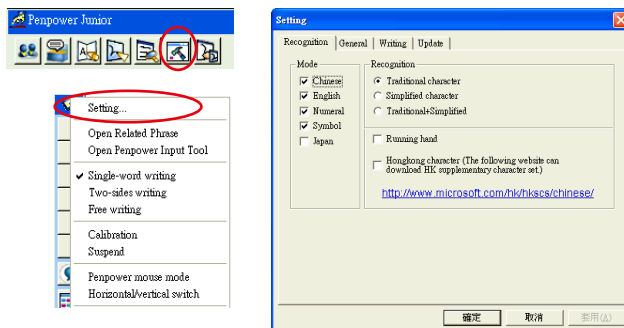 Penpower Junior
Setting...
Open Related Phrase
Open Penpower Input Tool
Single-word writing
Two-sides writing
Free writing
Calibration
Suspend
Penpower mouse mode
Horizontal/vertical switch
Setting
Recognition General Writing Update
Mode
Chinese
English
Numeral
Symbol
Japan
Recognition
Traditional character
Simplified character
Traditional+Simplified
Running hand
Hongkong character (The following website can
download HK supplementary character set.)
http://www.microsoft.com/hk/hkscs/chinese/
確定 取消 套用(A)